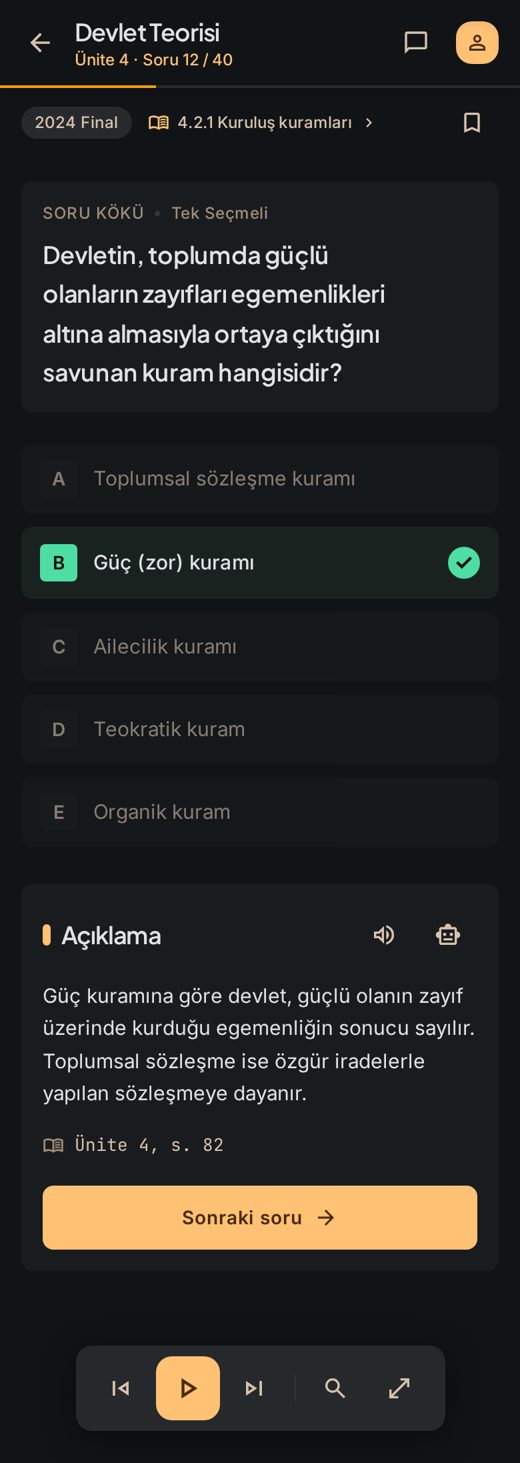 Devlet Teorisi
Ünite 4 · Soru 12 / 40
2024 Final
4.2.1 Kuruluş kuramları
SORU KÖKÜ • Tek Seçmeli
Devletin, toplumda güçlü
olanların zayıfları egemenlikleri
altına almasıyla ortaya çıktığını
savunan kuram hangisidir?
A Toplumsal sözleşme kuramı
B Güç (zor) kuramı
C Ailecilik kuramı
D Teokratik kuram
E Organik kuram
Açıklama
Güç kuramına göre devlet, güçlü olanın zayıf
üzerinde kurduğu egemenliğin sonucu sayılır.
Toplumsal sözleşme ise özgür iradelerle
yapılan sözleşmeye dayanır.
Ünite 4, s. 82
Sonraki soru